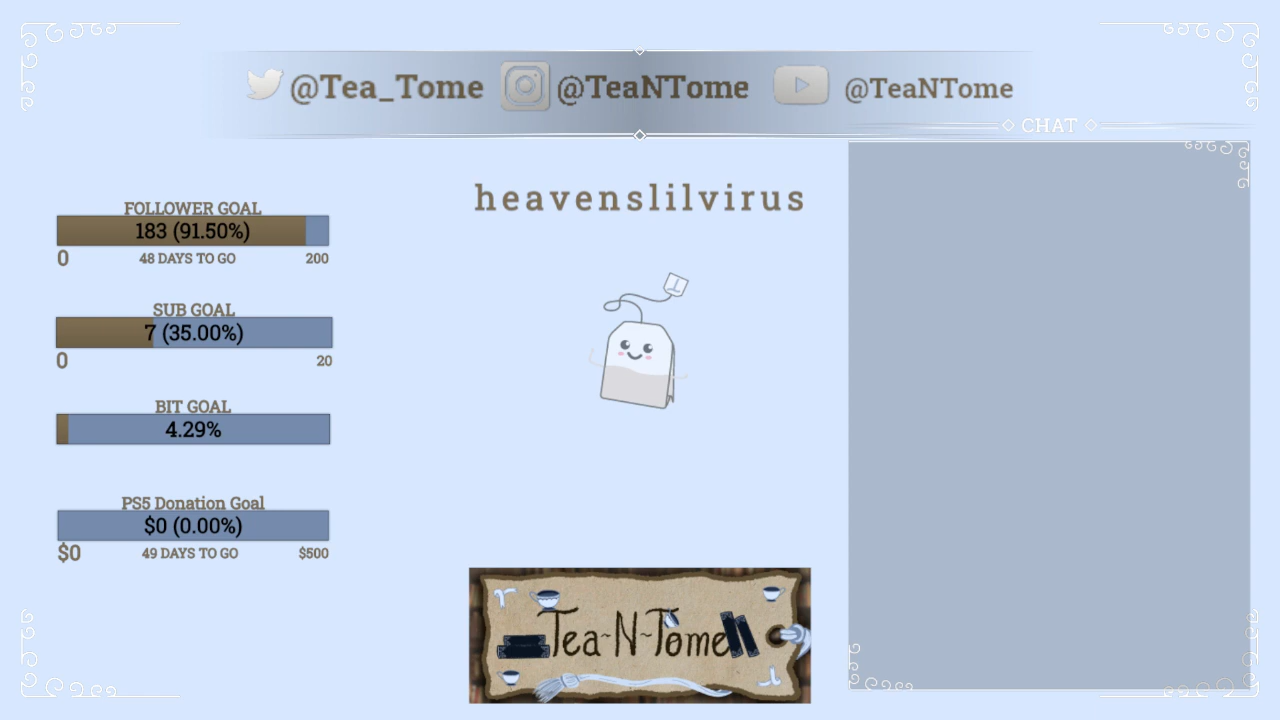 @Tea_Tome @TeaNTome @TeaNTome
CHAT
heavenslilvirus
FOLLOWER GOAL
183 (91.50%)
0 48 DAYS TO GO 200
SUB GOAL
7 (35.00%)
0 20
BIT GOAL
4.29%
PS5 Donation Goal
$0 (0.00%)
$0 49 DAYS TO GO $500
Tea~N~Tome